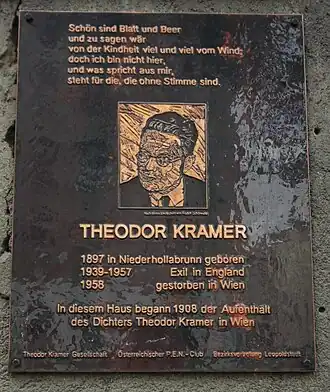 Schön sind Blatt und Beer
und zu sagen wär
von der Kindheit viel und viel vom Wind;
doch ich bin nicht hier,
und was spricht aus mir,
steht für die, die ohne Stimme sind.
THEODOR KRAMER
1897 in Niederhollabrunn geboren
1939-1957 Exil in England
1958 gestorben in Wien
In diesem Haus begann 1908 der Aufenthalt
des Dichters Theodor Kramer in Wien
Theodor Kramer Gesellschaft Österreichischer P.E.N.-Club Bezirksvertretung Leopoldstadt